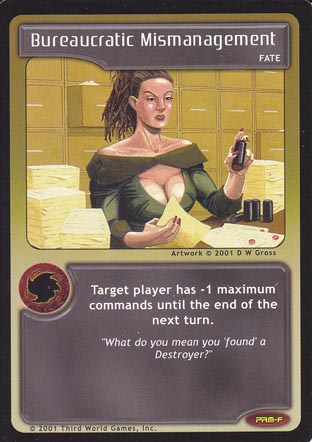 Bureaucratic Mismanagement
FATE
Artwork © 2001 D W Gross
Target player has -1 maximum
commands until the end of the
next turn.
"What do you mean you 'found' a
Destroyer?"
© 2001 Third World Games, Inc.
PRM-F